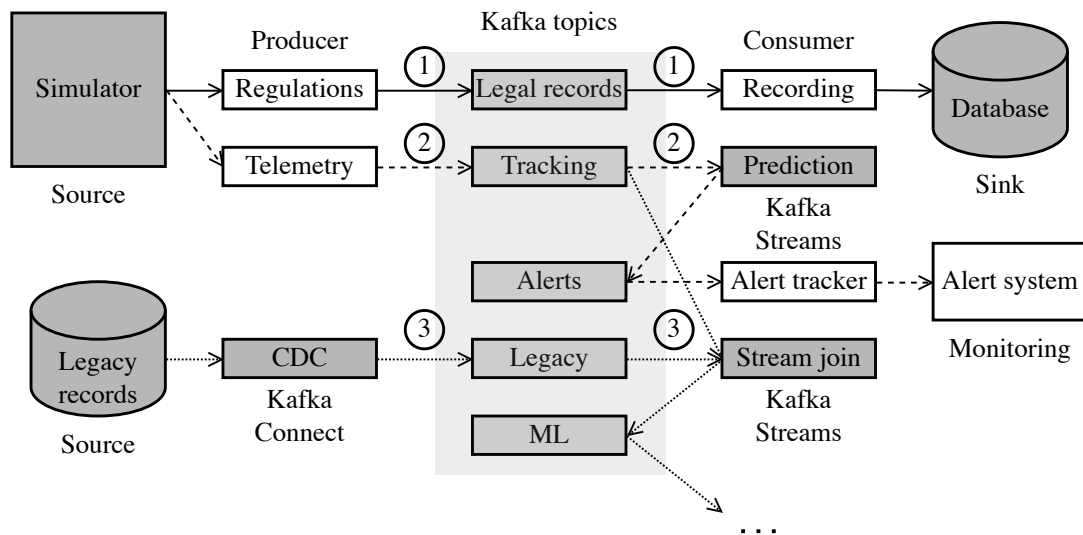 Kafka topics
Producer
Consumer
Simulator
1
1
Regulations
Legal records
Recording
Database
2
2
Telemetry
Tracking
Prediction
Source
Sink
Kafka
Streams
Alerts
Alert tracker
Alert system
3
3
Legacy
records
CDC
Legacy
Stream join
Monitoring
Kafka
Connect
Kafka
Streams
Source
ML
...